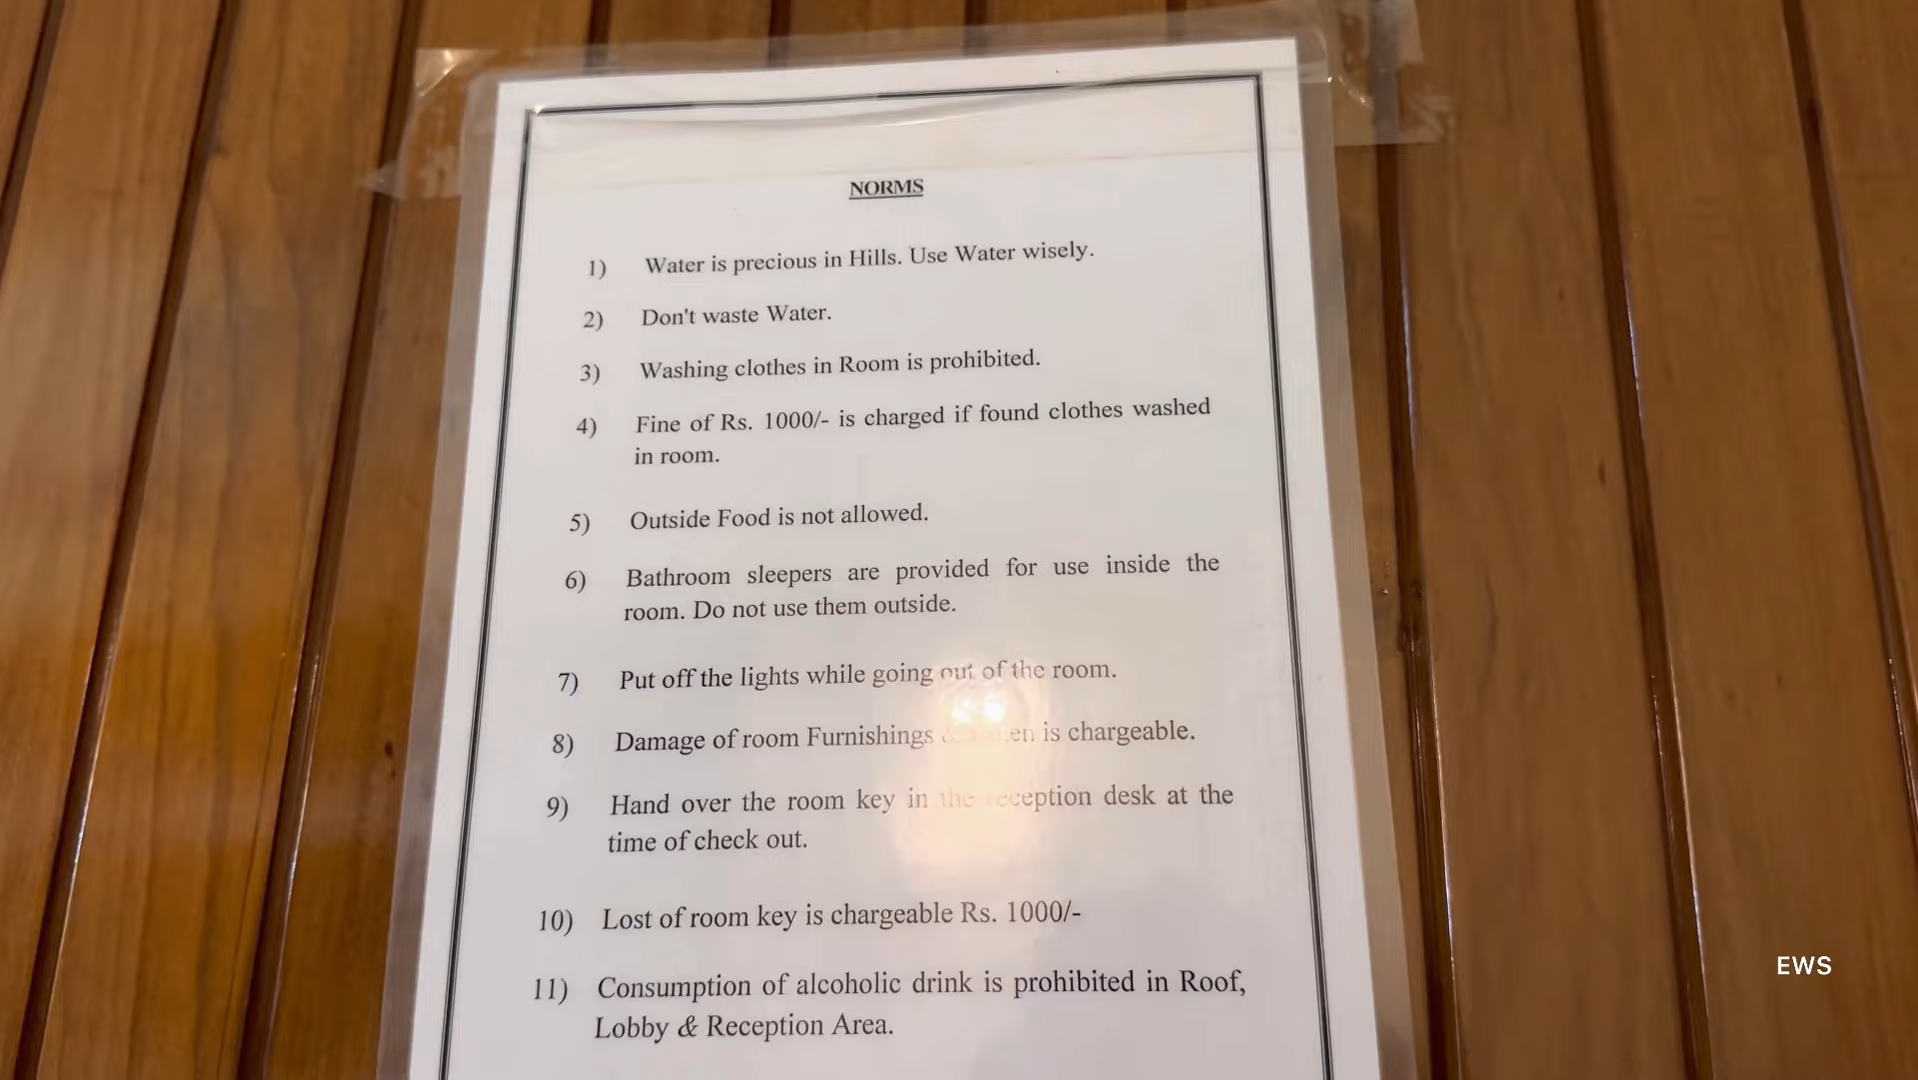 NORMS
1) Water is precious in Hills. Use Water wisely.
2) Don't waste Water.
3) Washing clothes in Room is prohibited.
4) Fine of Rs. 1000/- is charged if found clothes washed
in room.
5) Outside Food is not allowed.
6) Bathroom sleepers are provided for use inside the
room. Do not use them outside.
7) Put off the lights while going out of the room.
8) Damage of room Furnishings & is chargeable.
9) Hand over the room key in the reception desk at the
time of check out.
10) Lost of room key is chargeable Rs. 1000/-
11) Consumption of alcoholic drink is prohibited in Roof,
Lobby & Reception Area.
EWS